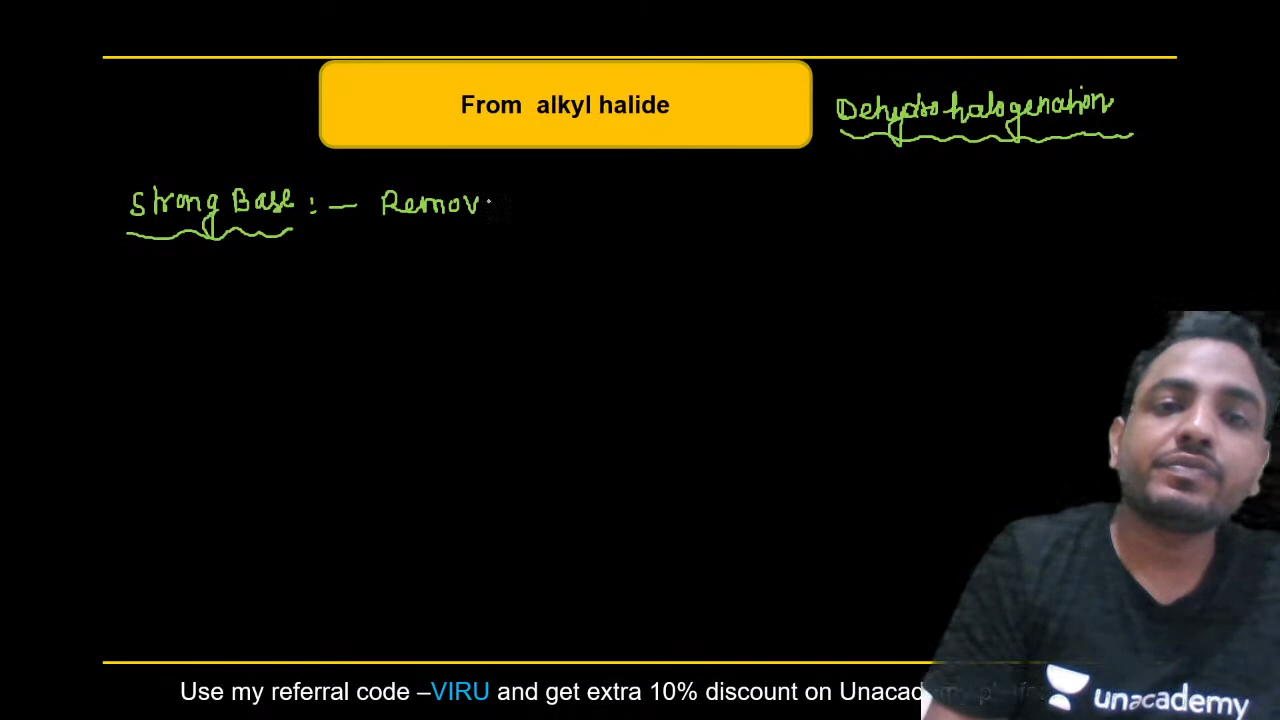 From alkyl halide
Dehydrohalogenation
Strong Base : — Remov
Use my referral code –VIRU and get extra 10% discount on Unacad
unacademy